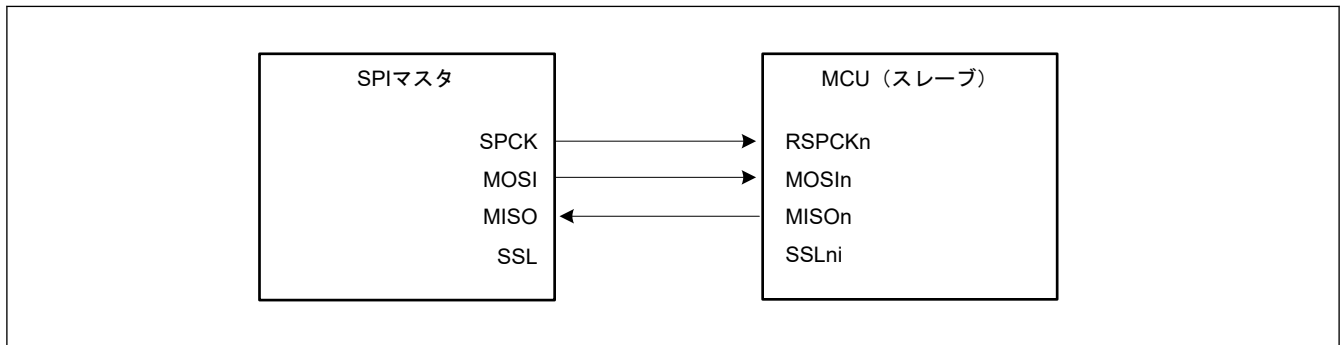 SPIマスタ
MCU（スレーブ）
SPCK
RSPCKn
MOSI
MOSIn
MISO
MISOn
SSL
SSLni